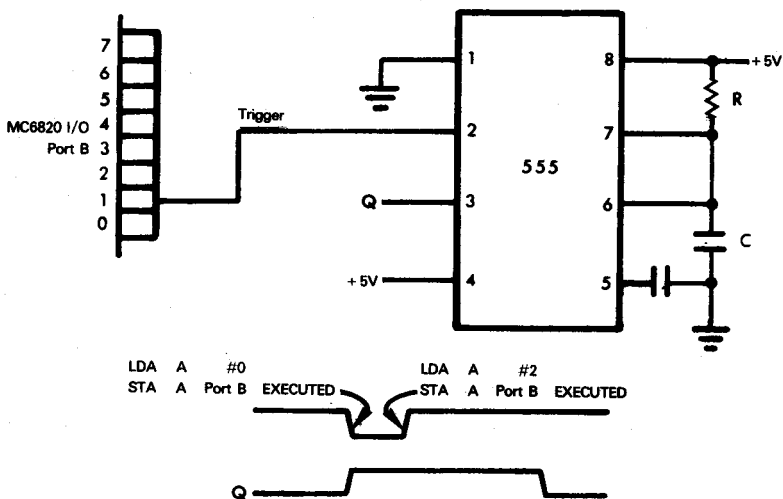 7
6
5
MC6820 I/O 4
Port B 3
2
1
0
Trigger
1
2
Q 3
+5V 4
555
8 +5V
R
7
6
C
5
LDA A #0
STA A Port B EXECUTED
LDA A #2
STA A Port B EXECUTED
Q